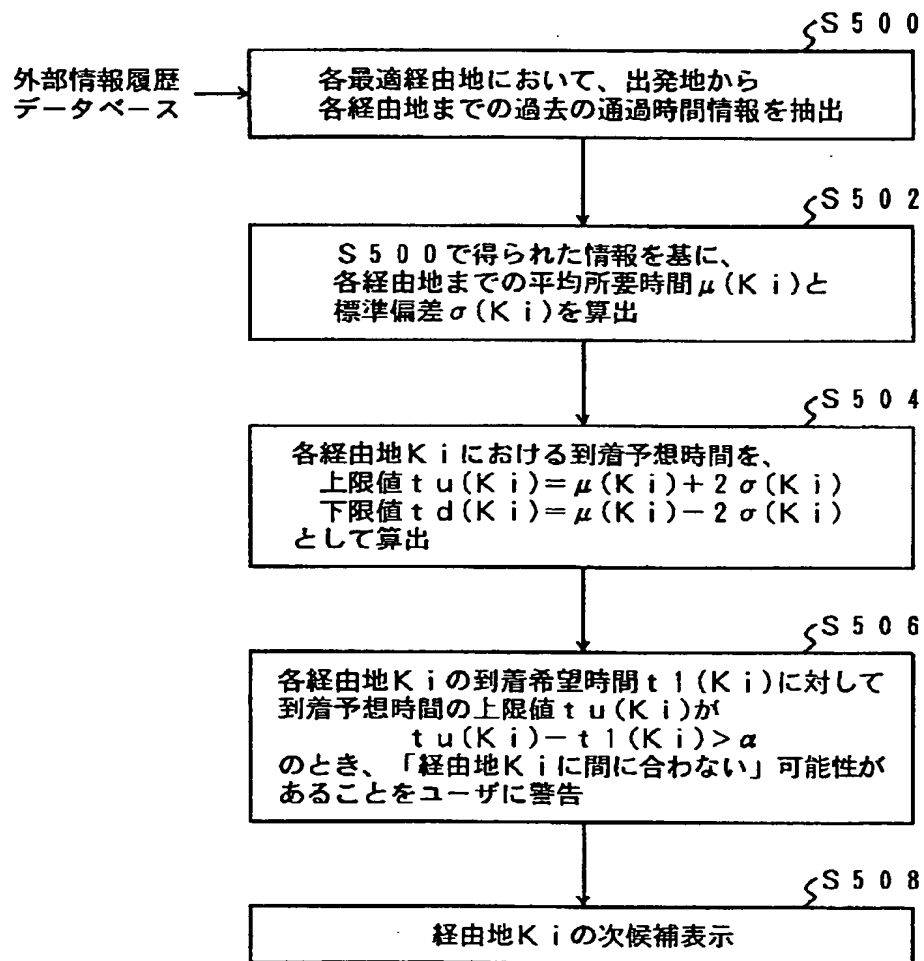 S500
外部情報履歴
データベース
各最適経由地において、出発地から
各経由地までの過去の通過時間情報を抽出
S502
S500で得られた情報を基に、
各経由地までの平均所要時間μ(Ki)と
標準偏差σ(Ki)を算出
S504
各経由地Kiにおける到着予想時間を、
上限値tu(Ki)=μ(Ki)+2σ(Ki)
下限値td(Ki)=μ(Ki)-2σ(Ki)
として算出
S506
各経由地Kiの到着希望時間t1(Ki)に対して
到着予想時間の上限値tu(Ki)が
tu(Ki)-t1(Ki)>α
のとき、「経由地Kiに間に合わない」可能性が
あることをユーザに警告
S508
経由地Kiの次候補表示